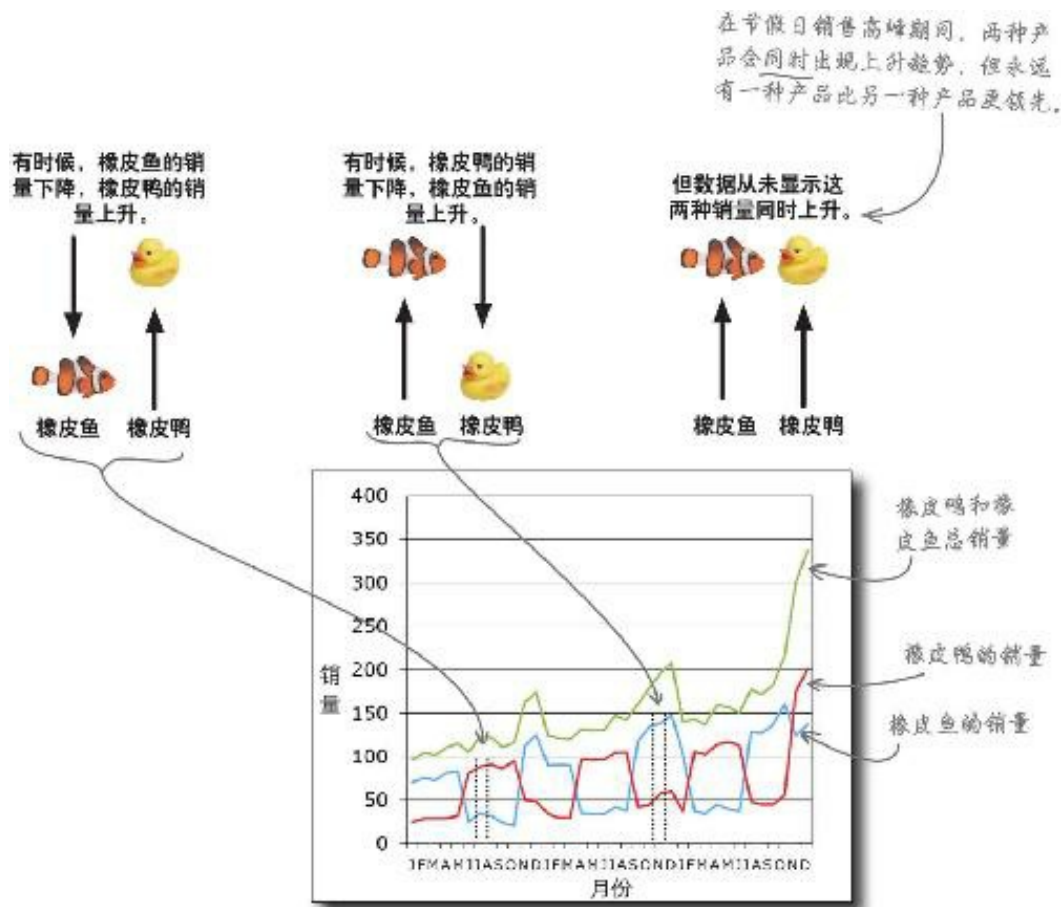 在节假日销售高峰期间，两种产
品会同时出现上升趋势，但永远
有一种产品比另一种产品更领先。
有时候，橡皮鱼的销
量下降，橡皮鸭的销
量上升。
有时候，橡皮鸭的销
量下降，橡皮鱼的销
量上升。
但数据从未显示这
两种销量同时上升。
橡皮鱼 橡皮鸭
橡皮鱼 橡皮鸭
橡皮鱼 橡皮鸭
400
350
300
250
200
150
100
50
0
销
量
橡皮鸭和橡
皮鱼总销量
橡皮鸭的销量
橡皮鱼的销量
JFMAMJJASONDJFMAMJJASONDJFMAMJJASOND
月份